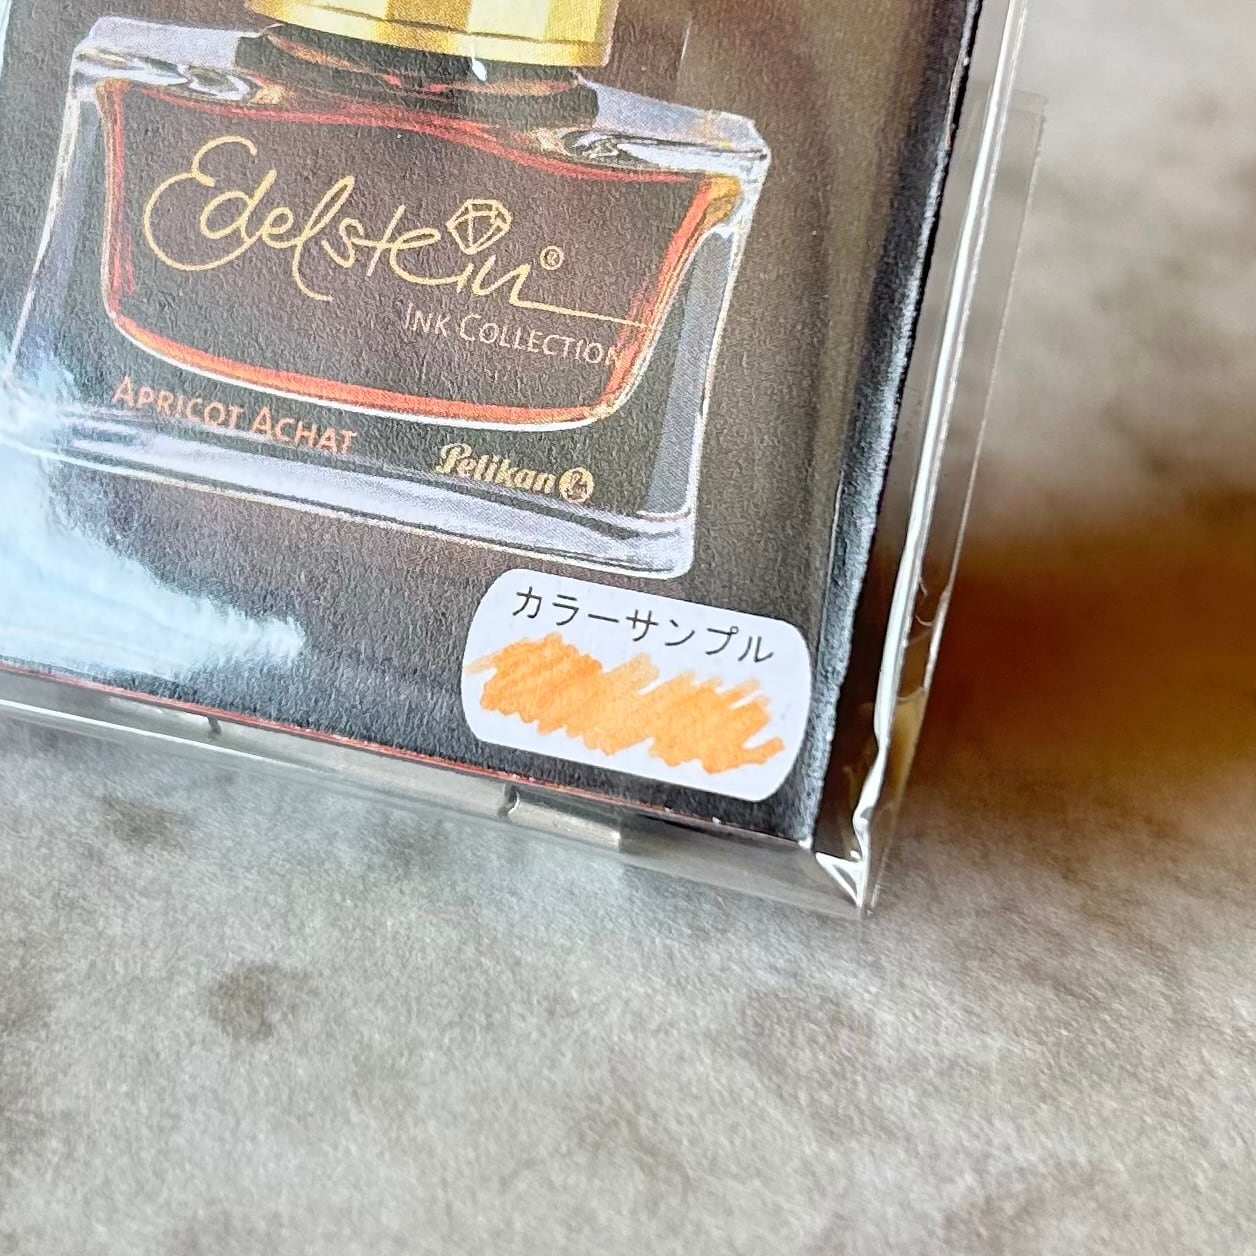 Edelstein®
INK COLLECTION
APRICOT ACHAT
Pelikan
カラーサンプル